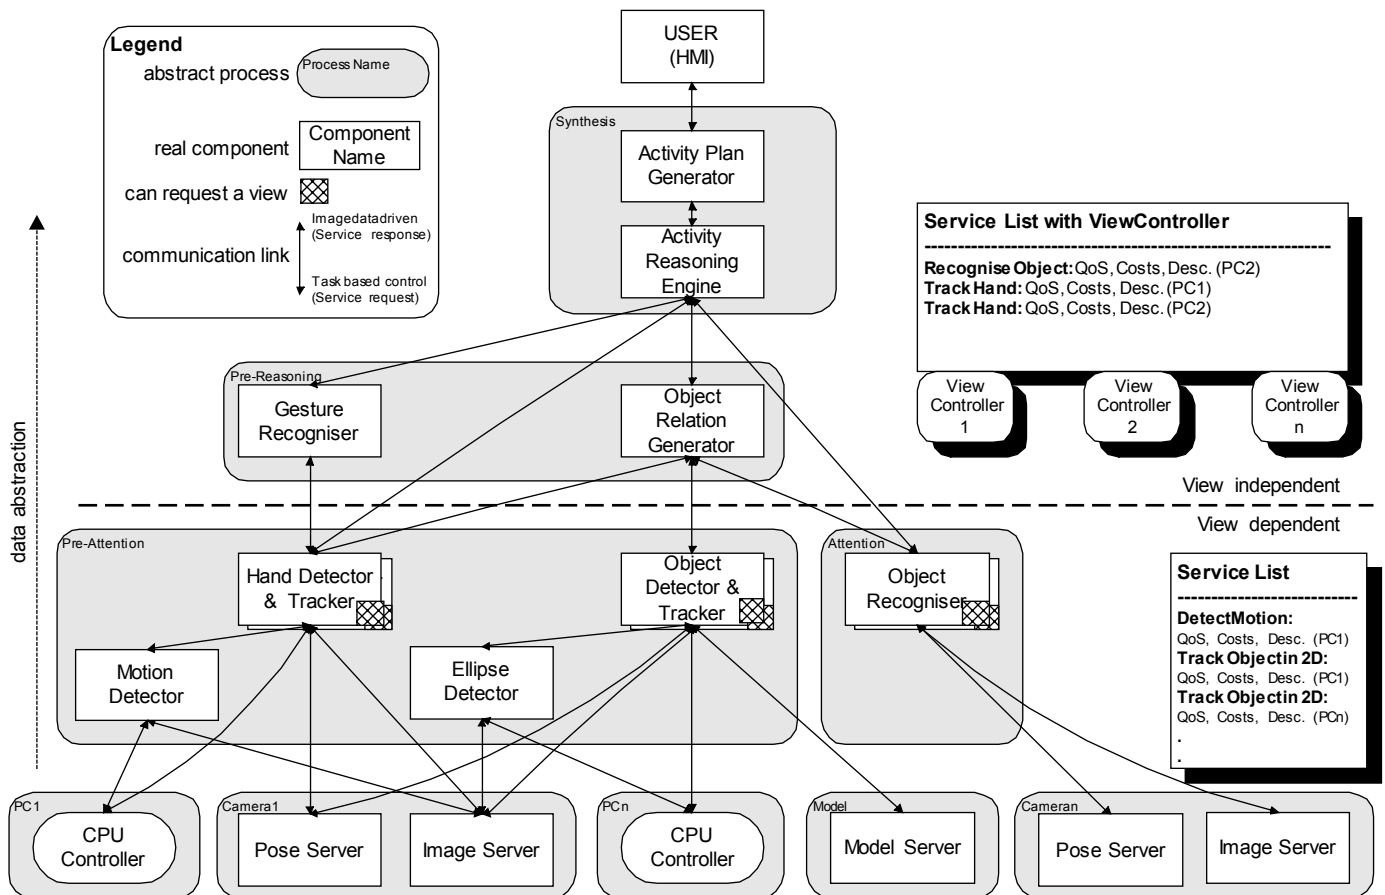 Legend
abstract process
Process Name
real component
Component
Name
can request a view
Imagedatadriven
(Service response)
communication link
Task based control
(Service request)
USER
(HMI)
Synthesis
Activity Plan
Generator
Activity
Reasoning
Engine
Service List with ViewController
--------------------------------------------------------------
Recognise Object: QoS, Costs, Desc. (PC2)
Track Hand: QoS, Costs, Desc. (PC1)
Track Hand: QoS, Costs, Desc. (PC2)
View
Controller
1
View
Controller
2
View
Controller
n
Pre-Reasoning
Gesture
Recogniser
Object
Relation
Generator
data abstraction
View independent
View dependent
Pre-Attention
Hand Detector
& Tracker
Object
Detector &
Tracker
Attention
Object
Recogniser
Motion
Detector
Ellipse
Detector
Service List
----------------------------
DetectMotion:
QoS, Costs, Desc. (PC1)
Track Objectin 2D:
QoS, Costs, Desc. (PC1)
Track Objectin 2D:
QoS, Costs, Desc. (PCn)
.
.
PC1
CPU
Controller
Camera1
Pose Server
Image Server
PCn
CPU
Controller
Model
Model Server
Cameran
Pose Server
Image Server